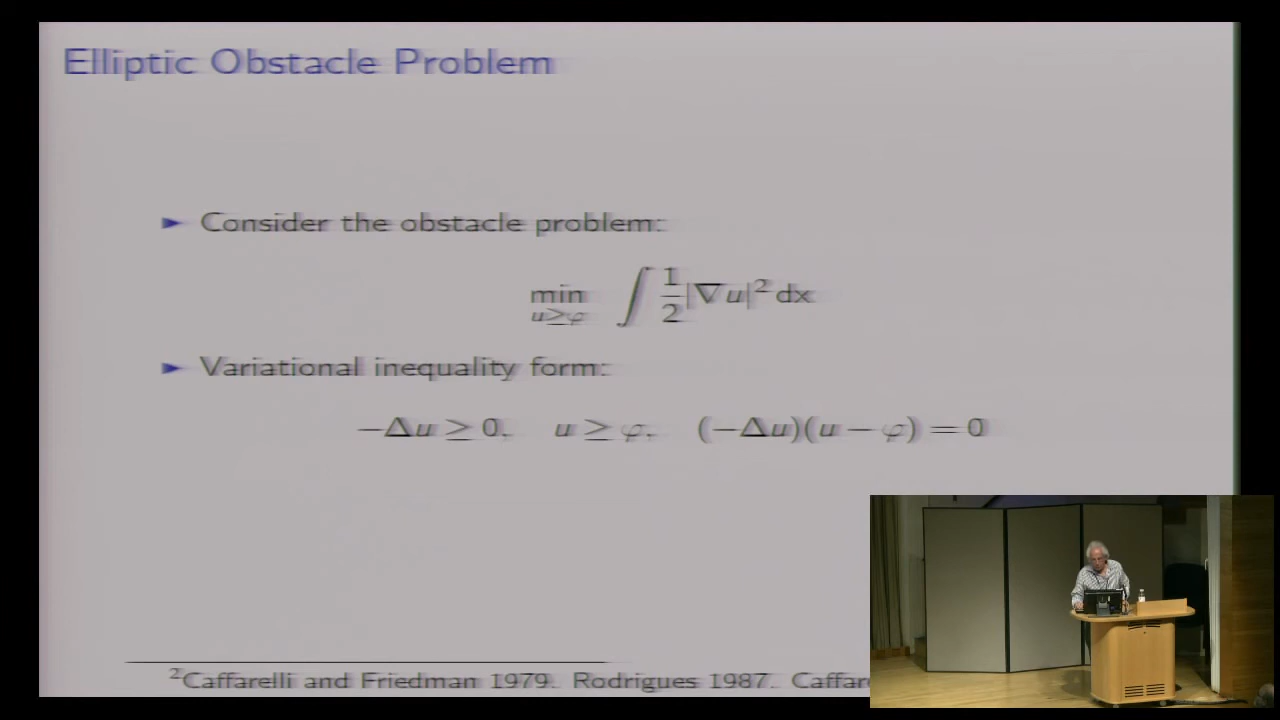 Elliptic Obstacle Problem
► Consider the obstacle problem:
min u≥φ ∫ 1/2 |∇u|² dx
► Variational inequality form:
−Δu ≥ 0, u ≥ φ, (−Δu)(u − φ) = 0
²Caffarelli and Friedman 1979. Rodrigues 1987.